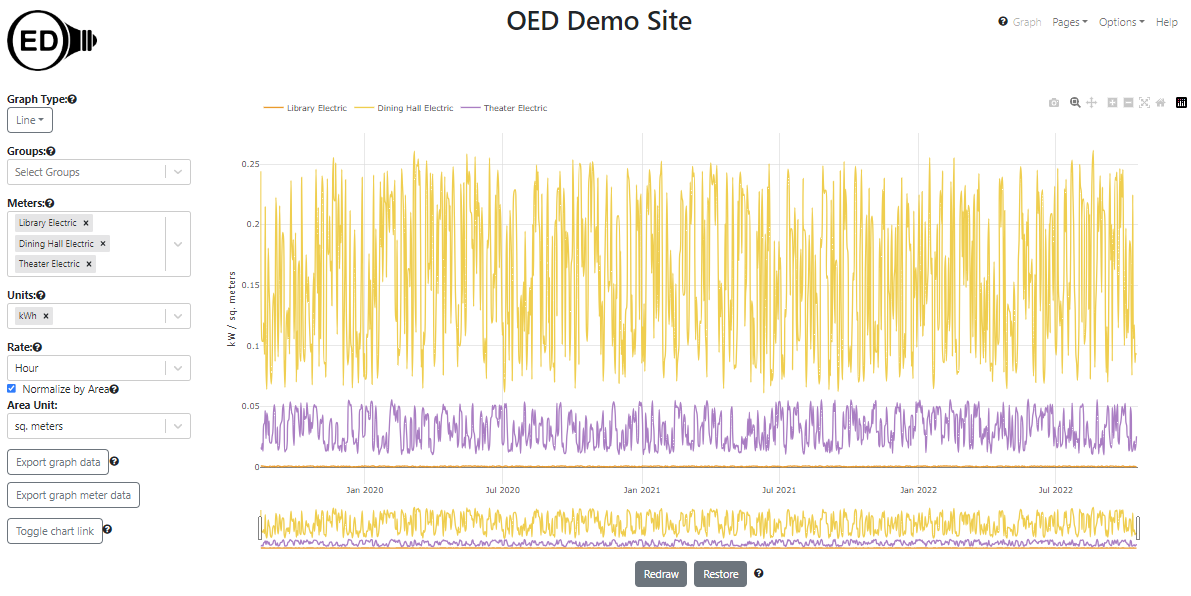 OED Demo Site
ED
Graph Pages Options Help
Graph Type:
Line
Groups:
Select Groups
Meters:
Library Electric ×
Dining Hall Electric ×
Theater Electric ×
Units:
kWh ×
Rate:
Hour
Normalize by Area
Area Unit:
sq. meters
Export graph data
Export graph meter data
Toggle chart link
Library Electric Dining Hall Electric Theater Electric
kW / sq. meters
0.25
0.2
0.15
0.1
0.05
0
Jan 2020 Jul 2020 Jan 2021 Jul 2021 Jan 2022 Jul 2022
Redraw Restore